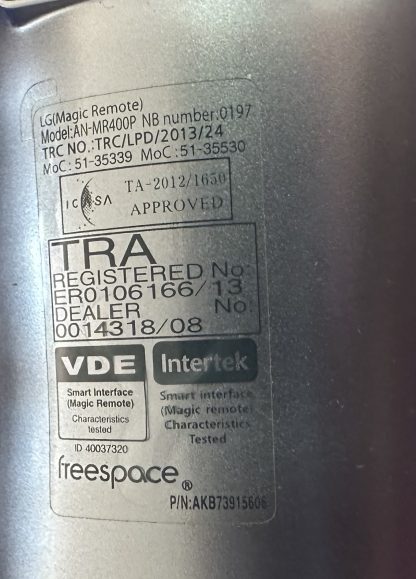 LG(Magic Remote)
Model:AN-MR400P NB number:0197
TRC NO.:TRC/LPD/2013/24
MoC: 51-35339 MoC :51-35530
ICASA TA-2012/1650
APPROVED
TRA
REGISTERED No:
ER0106166/13
DEALER No:
0014318/08
VDE
Smart Interface
(Magic Remote)
Characteristics
tested
ID 40037320
Intertek
Smart interface
(Magic remote)
Characteristics
Tested
freespace®
P/N:AKB73915606